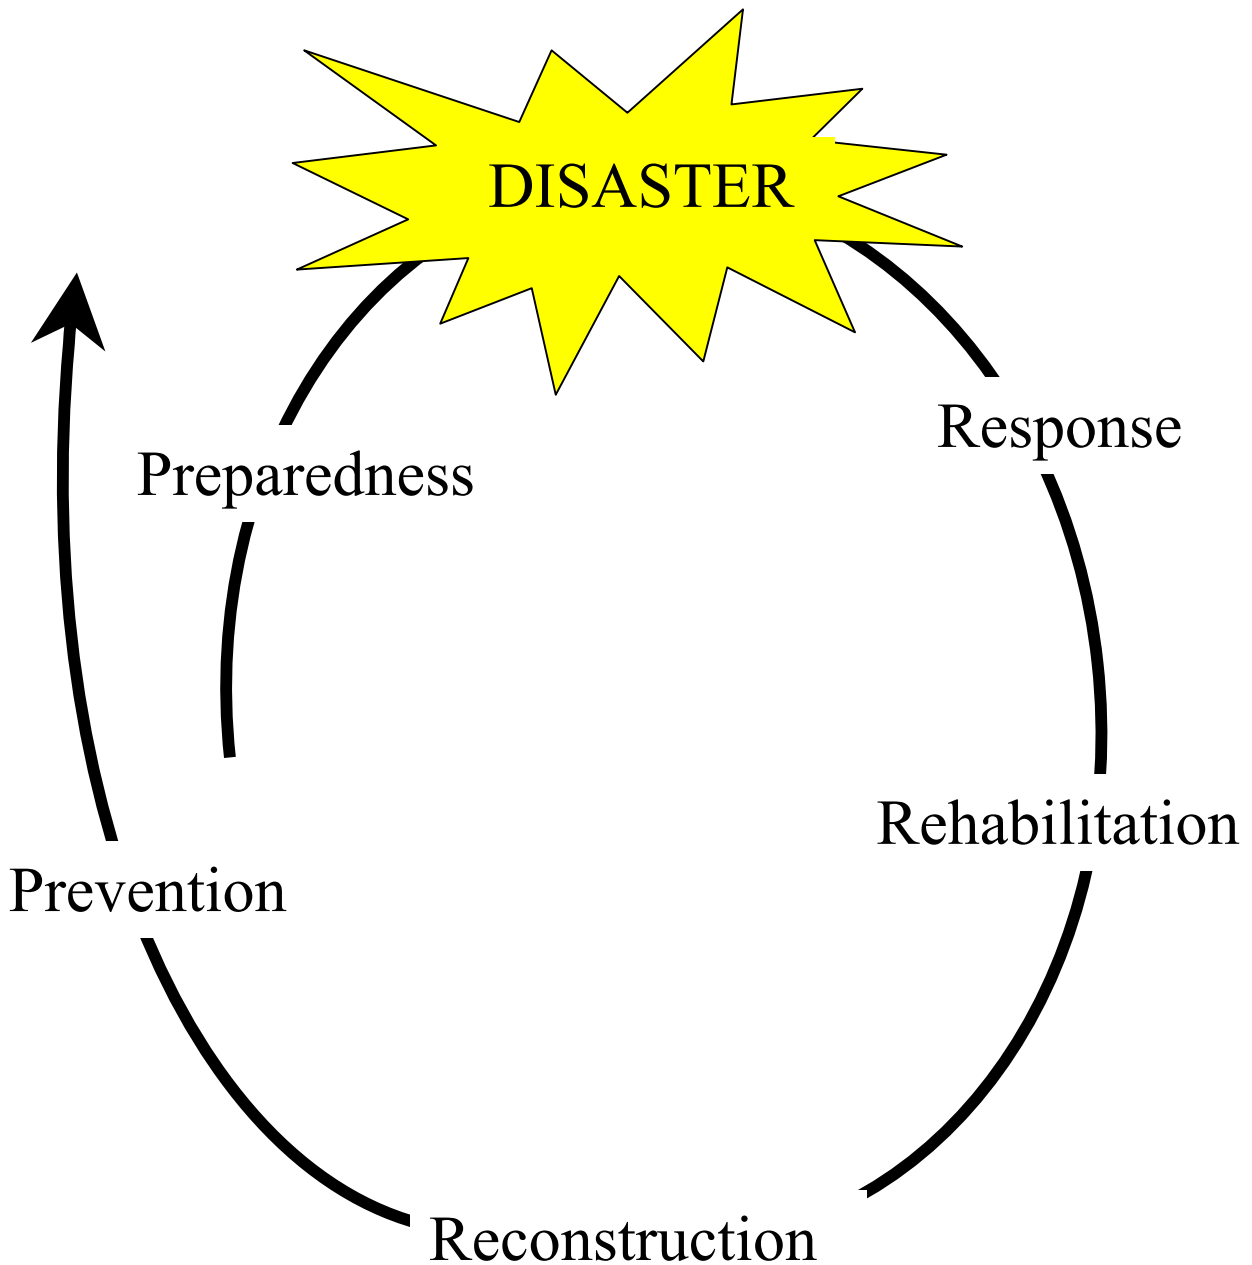 DISASTER
Response
Preparedness
Rehabilitation
Prevention
Reconstruction